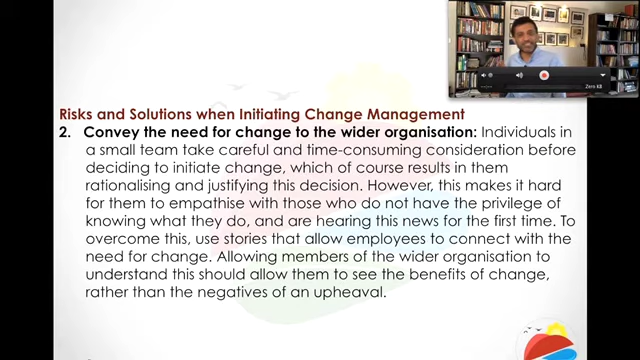 Zero
Risks and Solutions when Initiating Change Management
2. Convey the need for change to the wider organisation: Individuals in
a small team take careful and time-consuming consideration before
deciding to initiate change, which of course results in them
rationalising and justifying this decision. However, this makes it hard
for them to empathise with those who do not have the privilege of
knowing what they do, and are hearing this news for the first time. To
overcome this, use stories that allow employees to connect with the
need for change. Allowing members of the wider organisation to
understand this should allow them to see the benefits of change,
rather than the negatives of an upheaval.